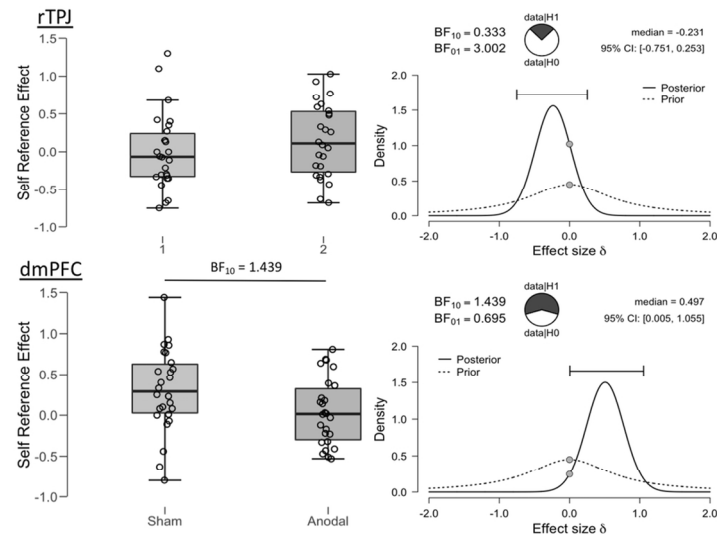 rTPJ
Self Reference Effect
1.5
1.0
0.5
0.0
-0.5
-1.0
1
2
BF10 = 0.333
BF01 = 3.002
data|H1
data|H0
median = -0.231
95% CI: [-0.751, 0.253]
Posterior
Prior
Density
2.0
1.5
1.0
0.5
0.0
-2.0
-1.0
0.0
1.0
2.0
Effect size δ
dmPFC
BF10 = 1.439
Self Reference Effect
1.5
1.0
0.5
0.0
-0.5
-1.0
Sham
Anodal
BF10 = 1.439
BF01 = 0.695
data|H1
data|H0
median = 0.497
95% CI: [0.005, 1.055]
Posterior
Prior
Density
2.0
1.5
1.0
0.5
0.0
-2.0
-1.0
0.0
1.0
2.0
Effect size δ